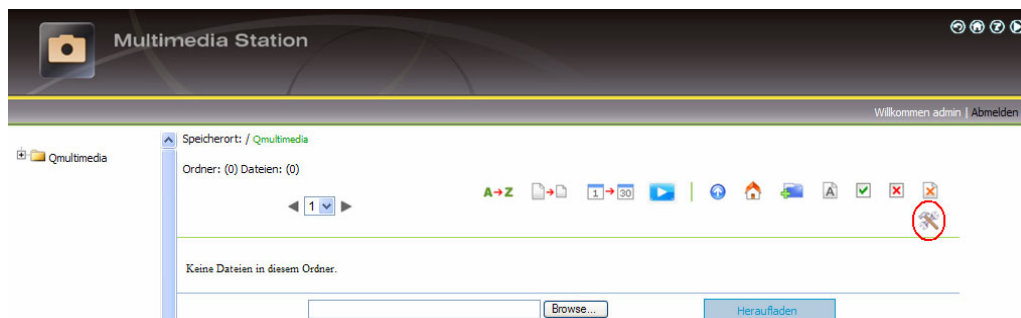 Multimedia Station
Willkommen admin | Abmelden
Qmultimedia
Speicherort: / Qmultimedia
Ordner: (0) Dateien: (0)
1
A→Z
1 → 30
A
Keine Dateien in diesem Ordner.
Browse...
Heraufladen